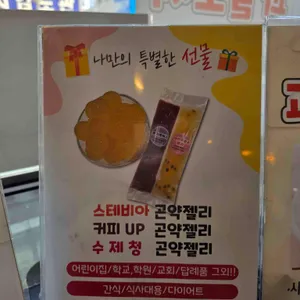 나만의 특별한 선물
스테비아 곤약젤리
커피 UP 곤약젤리
수 제 청 곤약젤리
어린이집/학교,학원/교회/답례품 그외!!
간식/식사대용/다이어트